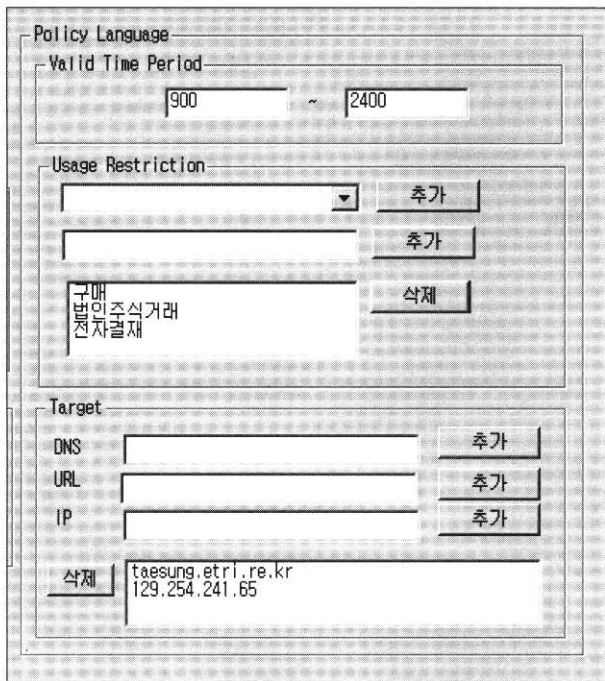 Policy Language
Valid Time Period
900 ~ 2400
Usage Restriction
추가
추가
구매
법인주식거래
전자결재
삭제
Target
DNS 추가
URL 추가
IP 추가
삭제
taesung.etri.re.kr
129.254.241.65